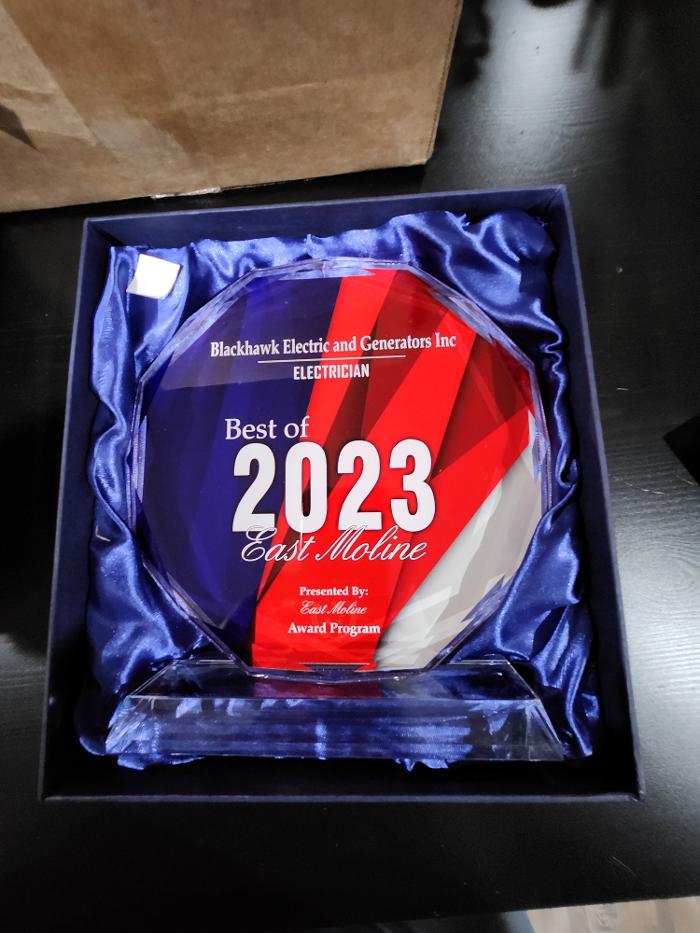 Blackhawk Electric and Generators Inc
ELECTRICIAN
Best of
2023
East Moline
Presented By:
East Moline
Award Program